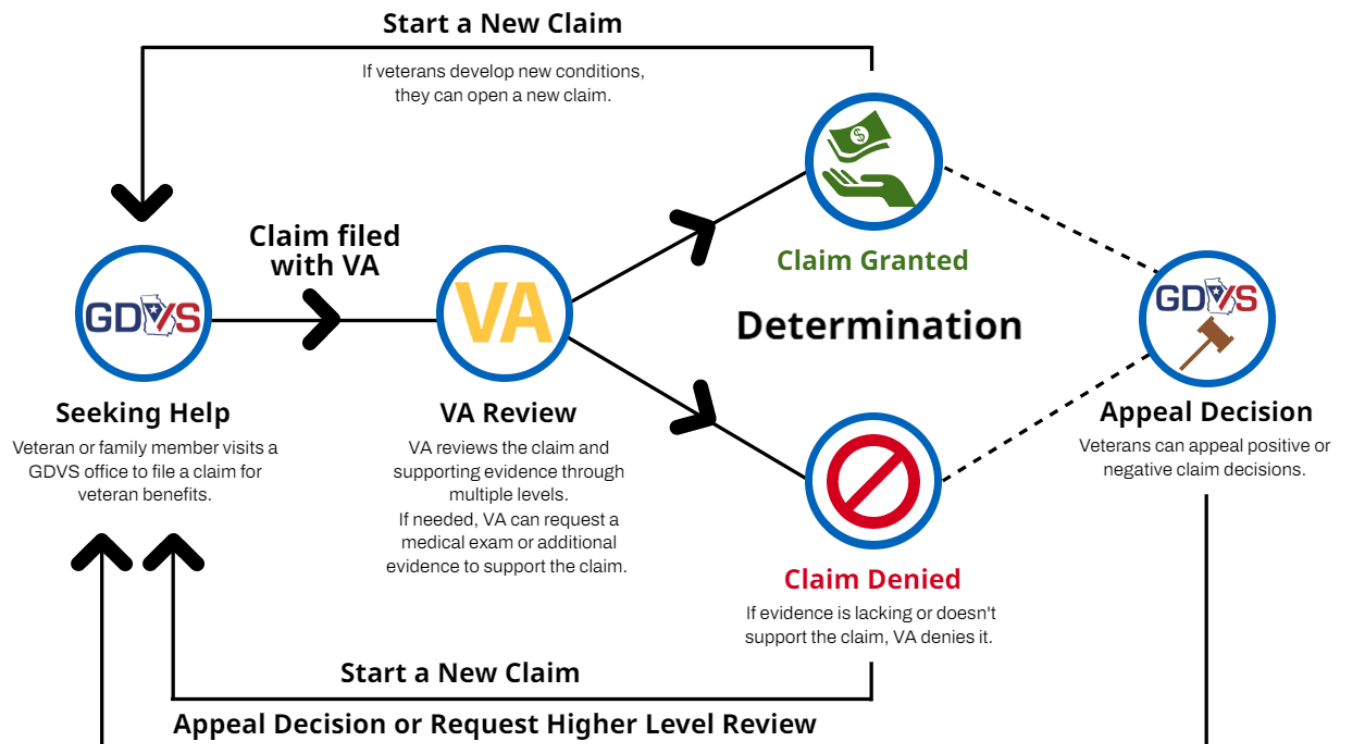 Start a New Claim
If veterans develop new conditions,
they can open a new claim.
Claim filed
with VA
GDVS
VA
Seeking Help
Veteran or family member visits a
GDVS office to file a claim for
veteran benefits.
VA Review
VA reviews the claim and
supporting evidence through
multiple levels.
If needed, VA can request a
medical exam or additional
evidence to support the claim.
$
Claim Granted
Determination
Claim Denied
If evidence is lacking or doesn't
support the claim, VA denies it.
GDVS
Appeal Decision
Veterans can appeal positive or
negative claim decisions.
Start a New Claim
Appeal Decision or Request Higher Level Review